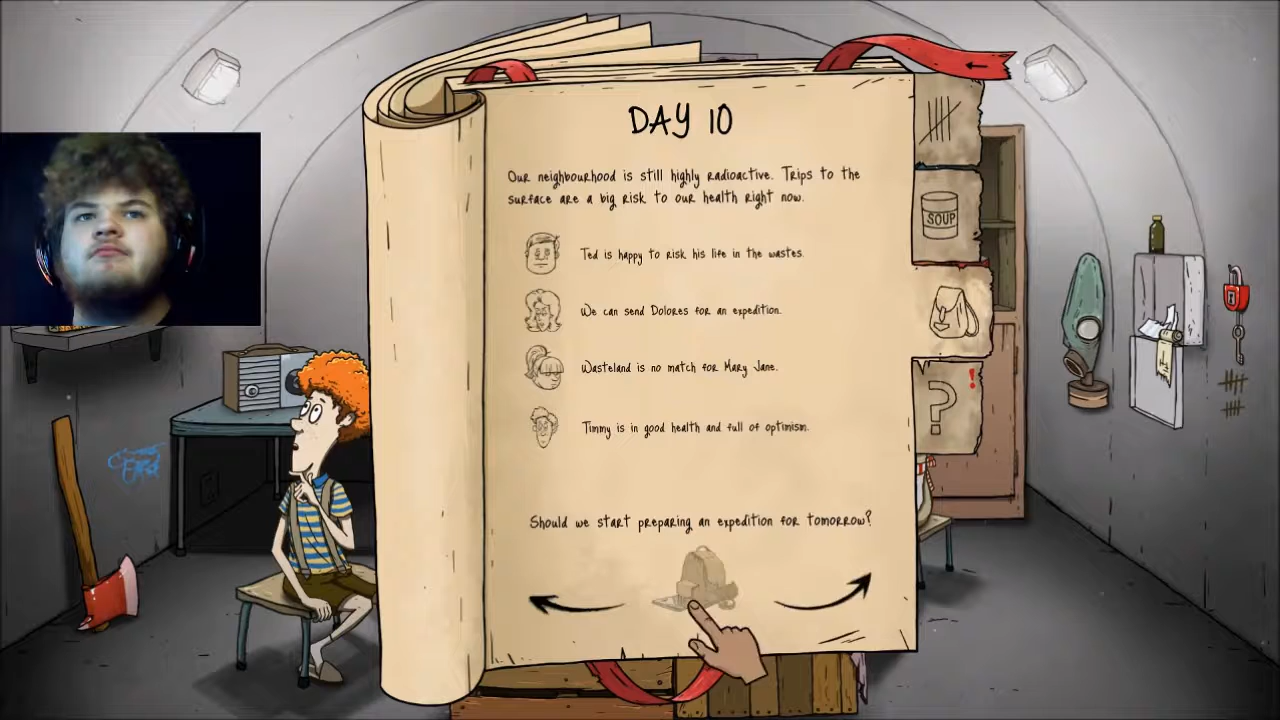 DAY 10
Our neighbourhood is still highly radioactive. Trips to the
surface are a big risk to our health right now.
Ted is happy to risk his life in the wastes.
We can send Dolores for an expedition.
Wasteland is no match for Mary Jane.
Timmy is in good health and full of optimism.
Should we start preparing an expedition for tomorrow?
SOUP
?
!